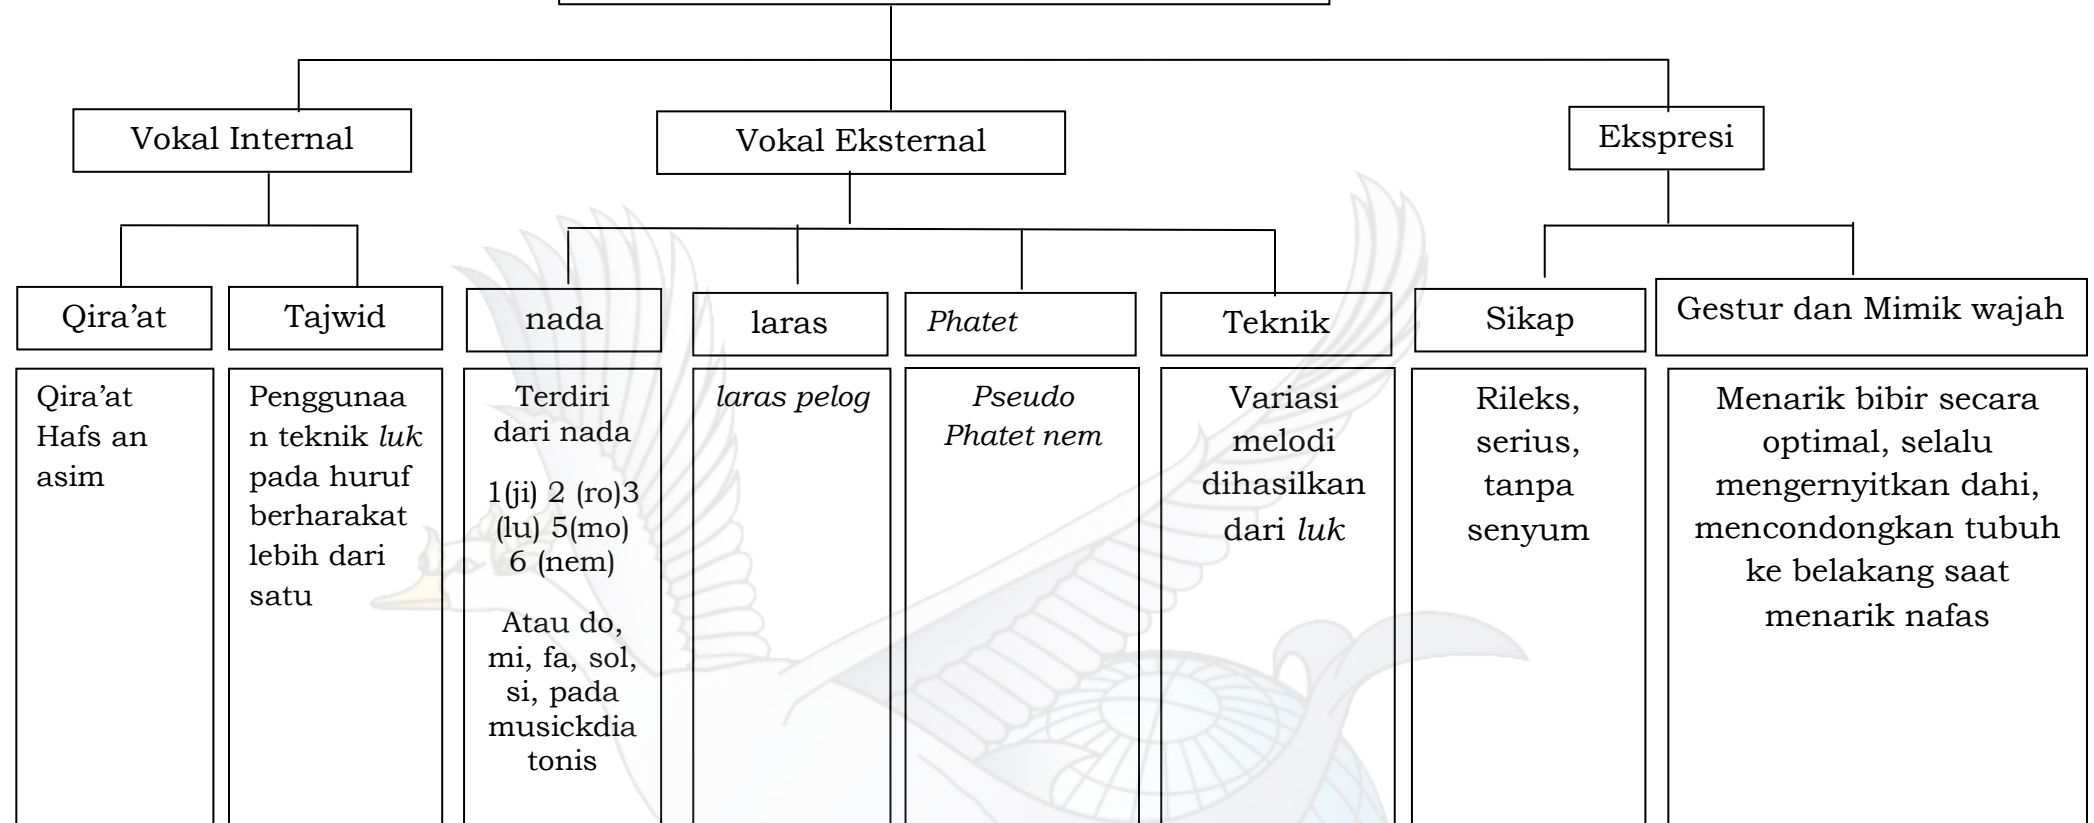 Vokal Internal
Vokal Eksternal
Ekspresi
Qira’at
Tajwid
nada
laras
Phatet
Teknik
Sikap
Gestur dan Mimik wajah
Qira’at
Hafs an
asim
Penggunaa
n teknik luk
pada huruf
berharakat
lebih dari
satu
Terdiri
dari nada
1(ji) 2 (ro)3
(lu) 5(mo)
6 (nem)
Atau do,
mi, fa, sol,
si, pada
musickdia
tonis
laras pelog
Pseudo
Phatet nem
Variasi
melodi
dihasilkan
dari luk
Rileks,
serius,
tanpa
senyum
Menarik bibir secara
optimal, selalu
mengernyitkan dahi,
mencondongkan tubuh
ke belakang saat
menarik nafas